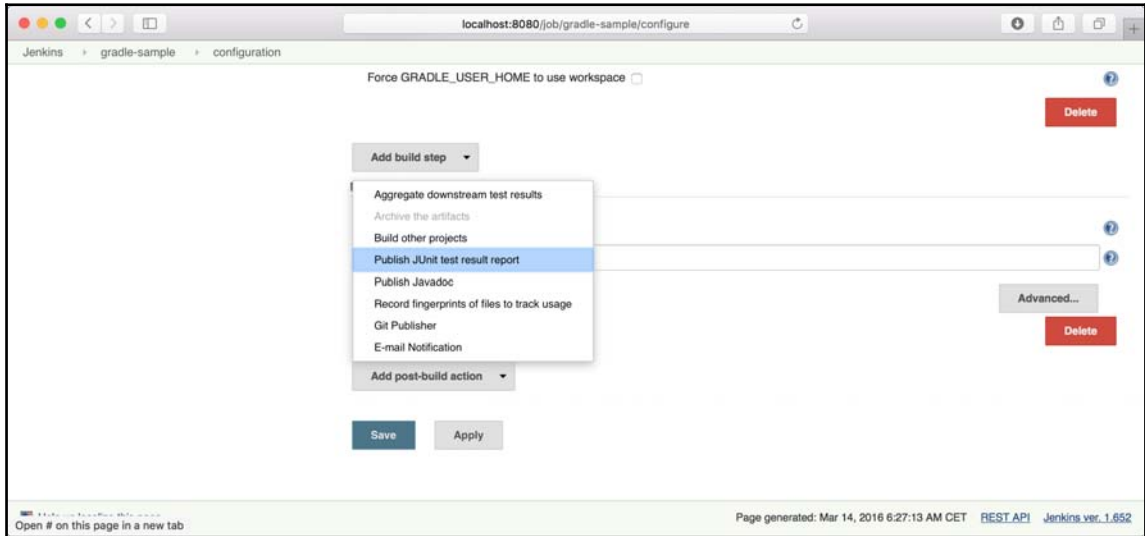 localhost:8080/job/gradle-sample/configure
Jenkins gradle-sample configuration
Force GRADLE_USER_HOME to use workspace
Delete
Add build step
Aggregate downstream test results
Archive the artifacts
Build other projects
Publish JUnit test result report
Publish Javadoc
Record fingerprints of files to track usage
Git Publisher
E-mail Notification
Advanced...
Delete
Add post-build action
Save Apply
Open # on this page in a new tab
Page generated: Mar 14, 2016 6:27:13 AM CET REST API Jenkins ver. 1.652